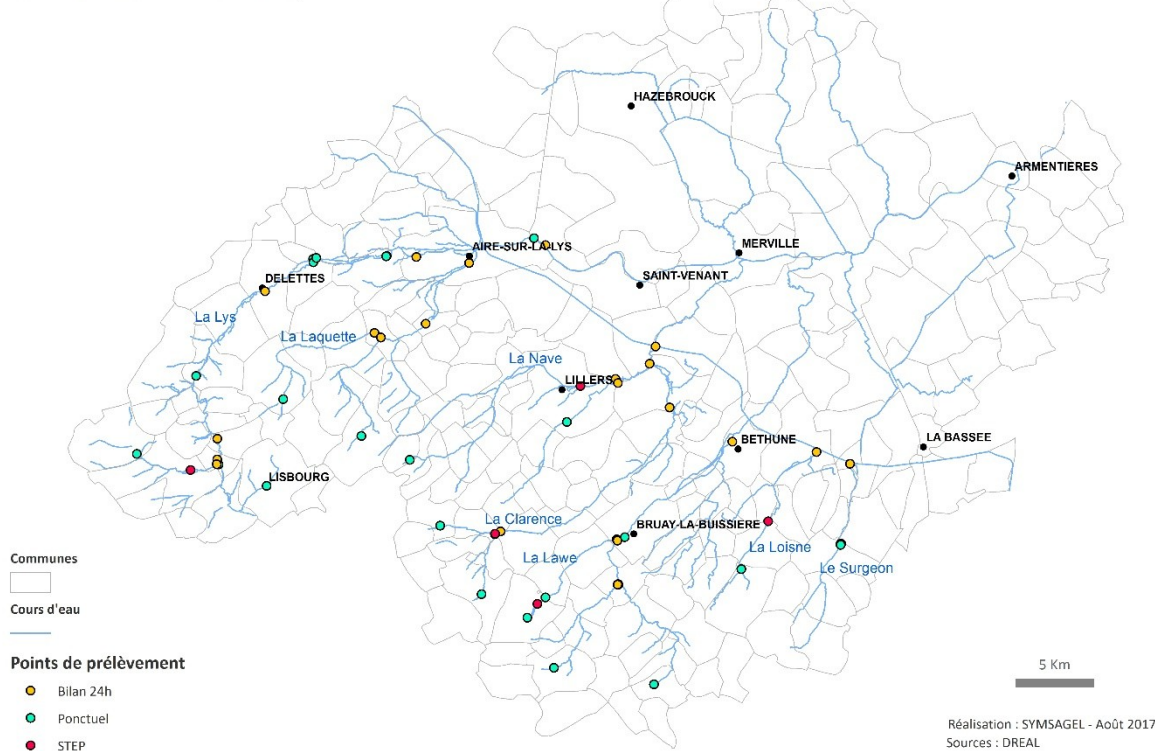 HAZEBROUCK
ARMENTIERES
AIRE-SUR-LA-LYS
MERVILLE
SAINT-VENANT
DELETTES
La Lys
La Laquette
La Nave
LILLERS
BETHUNE
LA BASSEE
LISBOURG
La Clarence
BRUAY-LA-BUISSIERE
La Lawe
La Loisne
Le Surgeon
Communes
Cours d'eau
Points de prélèvement
Bilan 24h
Ponctuel
STEP
5 Km
Réalisation : SYMSAGEL - Août 2017
Sources : DREAL